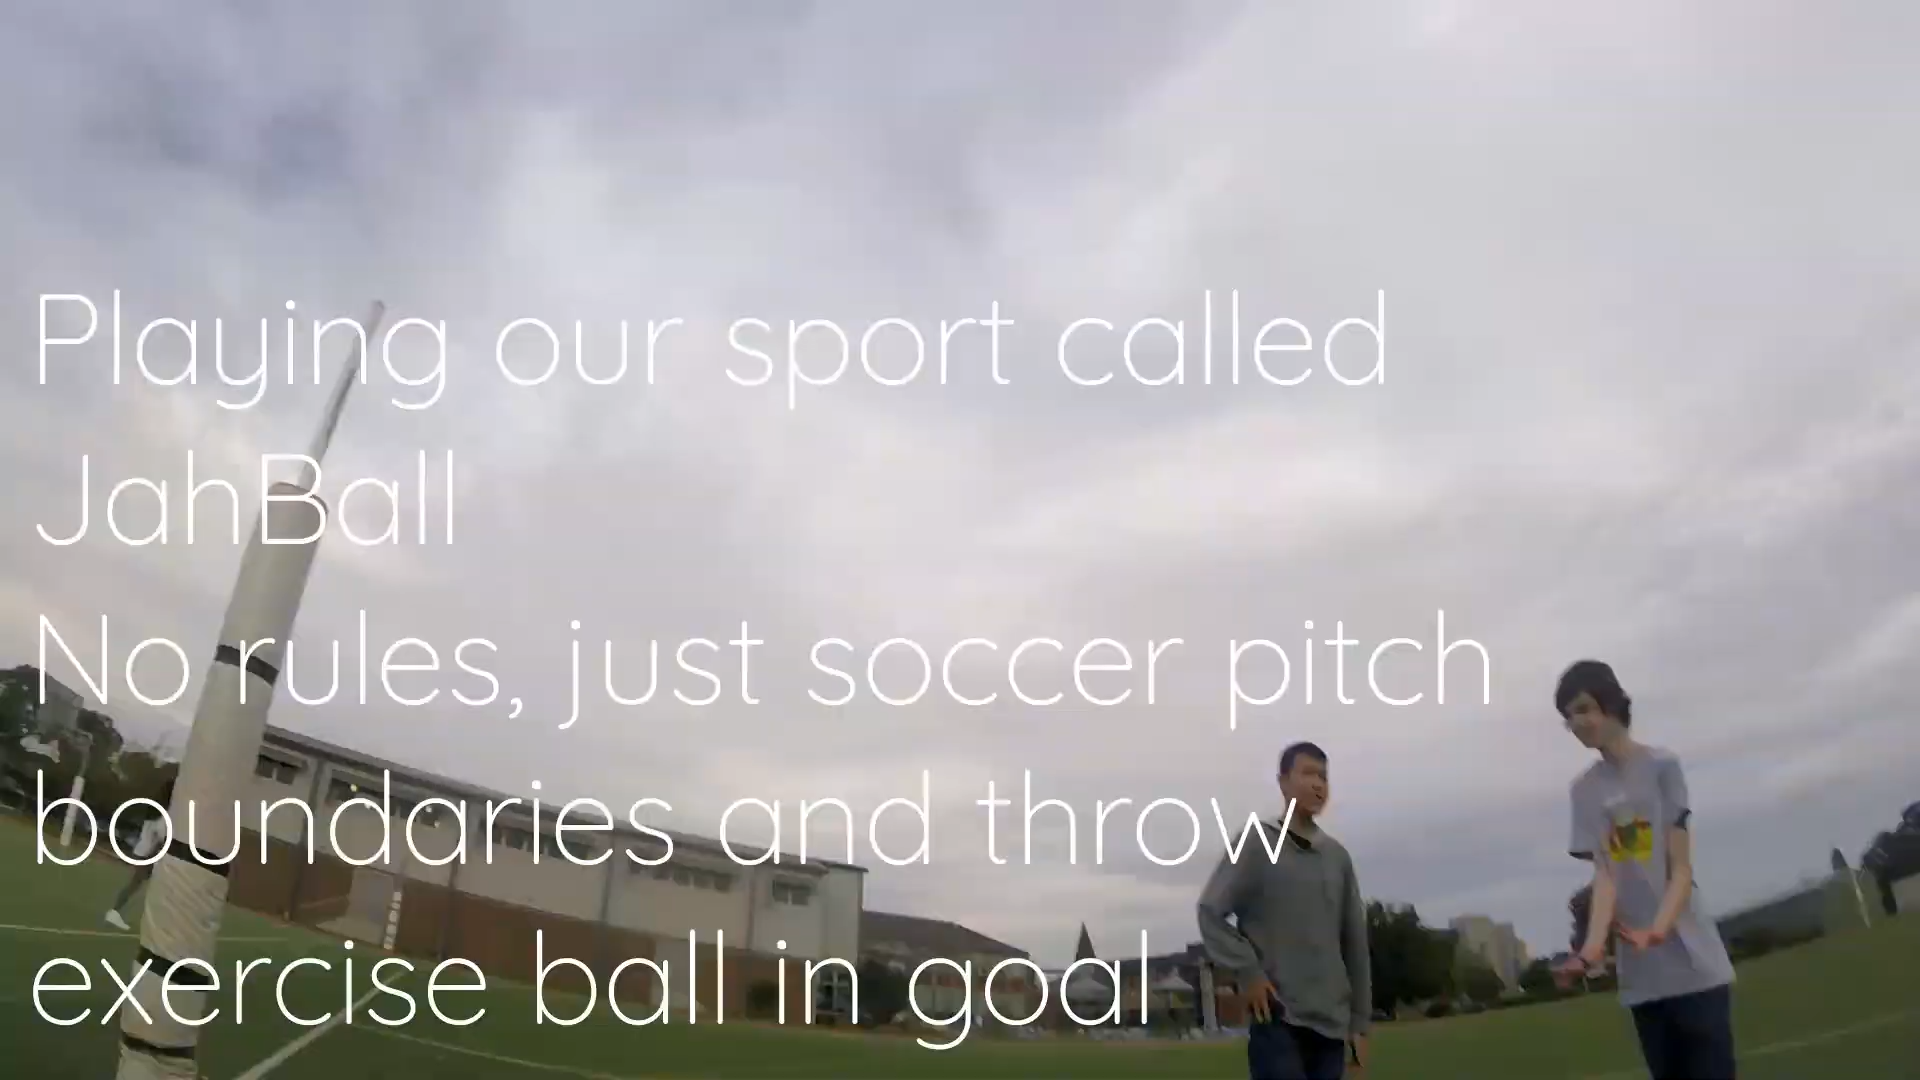 Playing our sport called
JahBall
No rules, just soccer pitch
boundaries and throw
exercise ball in goal